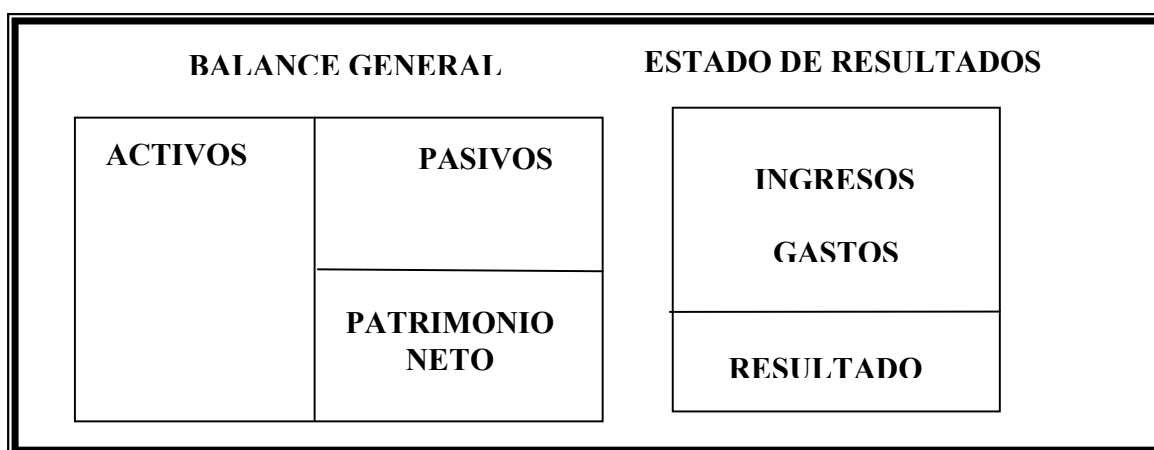 BALANCE GENERAL
ESTADO DE RESULTADOS
ACTIVOS
PASIVOS
PATRIMONIO
NETO
INGRESOS
GASTOS
RESULTADO